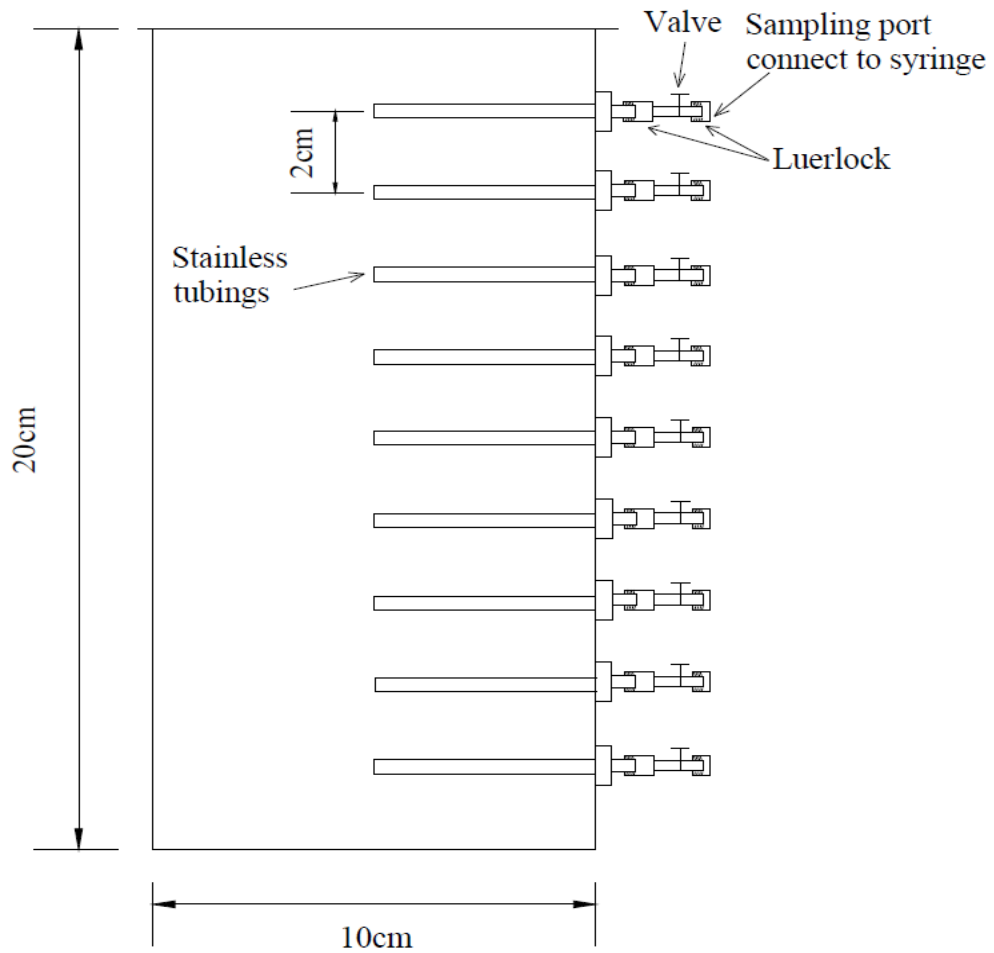 Valve
Sampling port
connect to syringe
2cm
Luerlock
Stainless
tubings
20cm
10cm